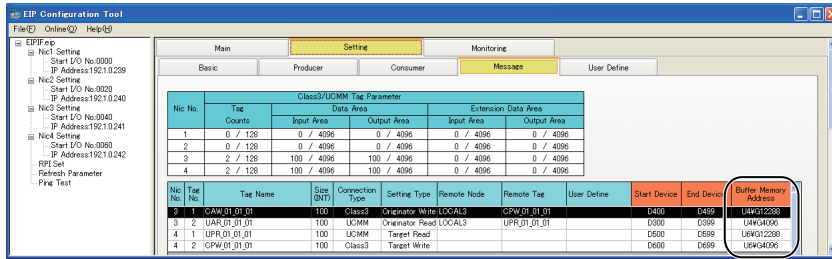 EIP Configuration Tool
File(F) Online(O) Help(H)
EIPIF.eip
Nic1 Setting
Start I/O No:0000
IP Address:192.1.0.239
Nic2 Setting
Start I/O No:0020
IP Address:192.1.0.240
Nic3 Setting
Start I/O No:0040
IP Address:192.1.0.241
Nic4 Setting
Start I/O No:0060
IP Address:192.1.0.242
RPI Set
Refresh Parameter
Ping Test
Main Setting Monitoring
Basic Producer Consumer Message User Define
Class3/UCMM Tag Parameter
Nic No. Tag Counts Data Area Extension Data Area
Input Area Output Area Input Area Output Area
1 0 / 128 0 / 4096 0 / 4096 0 / 4096 0 / 4096
2 0 / 128 0 / 4096 0 / 4096 0 / 4096 0 / 4096
3 2 / 128 100 / 4096 100 / 4096 0 / 4096 0 / 4096
4 2 / 128 100 / 4096 100 / 4096 0 / 4096 0 / 4096
Nic No. Tag No. Tag Name Size (INT) Connection Type Setting Type Remote Node Remote Tag User Define Start Device End Device Buffer Memory Address
3 1 CAW_01_01_01 100 Class3 Originator Write LOCAL3 CPW_01_01_01 D400 D499 U4¥G12288
3 2 UAR_01_01_01 100 UCMM Originator Read LOCAL3 UPR_01_01_01 D300 D399 U4¥G4096
4 1 UPR_01_01_01 100 UCMM Target Read D500 D599 U6¥G12288
4 2 CPW_01_01_01 100 Class3 Target Write D600 D699 U6¥G4096